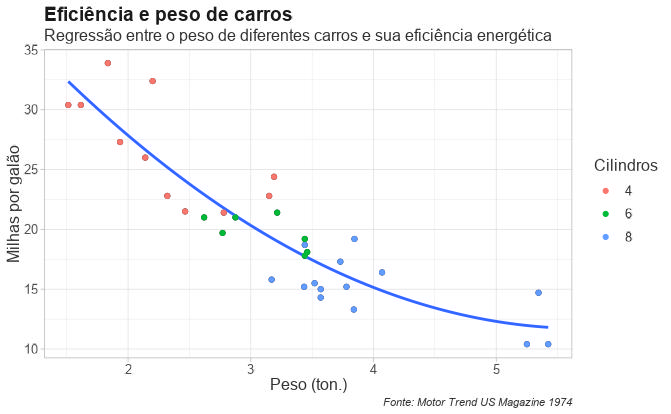 Eficiência e peso de carros
Regressão entre o peso de diferentes carros e sua eficiência energética
Milhas por galão
35
30
25
20
15
10
2
3
4
5
Peso (ton.)
Cilindros
4
6
8
Fonte: Motor Trend US Magazine 1974